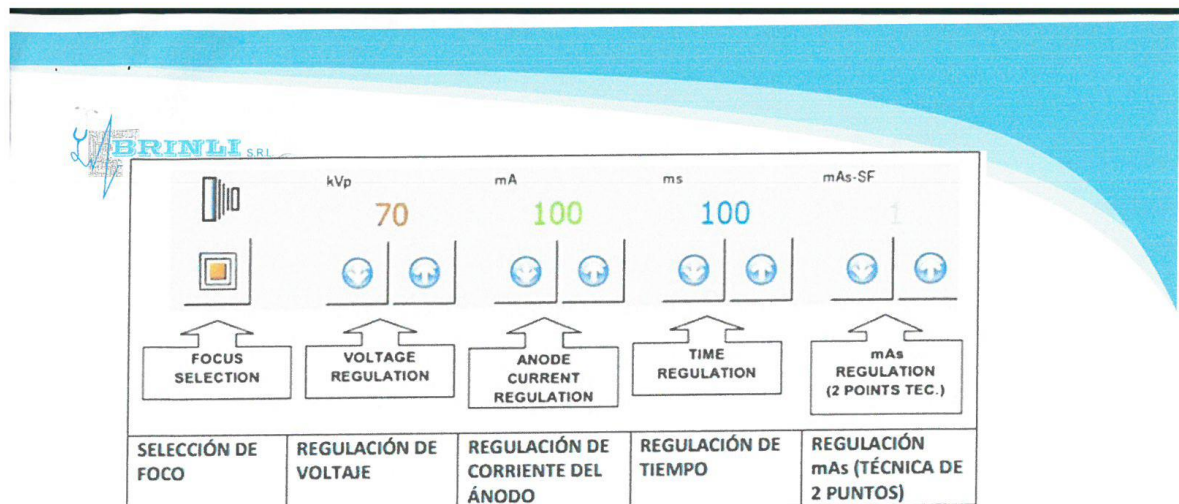 BRINLI S.R.L.
kVp mA ms mAs-SF
70 100 100 1
FOCUS
SELECTION
VOLTAGE
REGULATION
ANODE
CURRENT
REGULATION
TIME
REGULATION
mAs
REGULATION
(2 POINTS TEC.)
SELECCIÓN DE
FOCO
REGULACIÓN DE
VOLTAJE
REGULACIÓN DE
CORRIENTE DEL
ÁNODO
REGULACIÓN DE
TIEMPO
REGULACIÓN
mAs (TÉCNICA DE
2 PUNTOS)